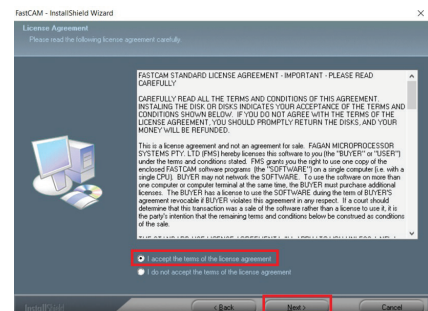 FastCAM - InstallShield Wizard
License Agreement
Please read the following license agreement carefully.
FASTCAM STANDARD LICENSE AGREEMENT - IMPORTANT - PLEASE READ
CAREFULLY
CAREFULLY READ ALL THE TERMS AND CONDITIONS OF THIS AGREEMENT.
INSTALING THE DISK OR DISKS INDICATES YOUR ACCEPTANCE OF THE TERMS AND
CONDITIONS SHOWN BELOW. IF YOU DO NOT AGREE WITH THE TERMS OF THE
LICENSE AGREEMENT, YOU SHOULD PROMPTLY RETURN THE DISKS, AND YOUR
MONEY WILL BE REFUNDED.
This is a license agreement and not an agreement for sale. FAGAN MICROPROCESSOR
SYSTEMS PTY. LTD (FMS) hereby licenses this software to you (the "BUYER" or "USER")
under the terms and conditions stated. FMS grants you the right to use one copy of the
enclosed FASTCAM software programs (the "SOFTWARE") on a single computer (i.e. with a
single CPU). BUYER may not network the SOFTWARE. To use the software on more than
one computer or computer terminal at the same time, the BUYER must purchase additional
licenses. The BUYER has a license to use the SOFTWARE during the term of BUYER'S
agreement revocable if BUYER violates this agreement in any respect. If a court should
determine that this transaction was a sale of the software rather than a license to use it, it is
the party's intention that the remaining terms and conditions below be construed as conditions
of the sale.
I accept the terms of the license agreement
I do not accept the terms of the license agreement
InstallShield
< Back
Next >
Cancel